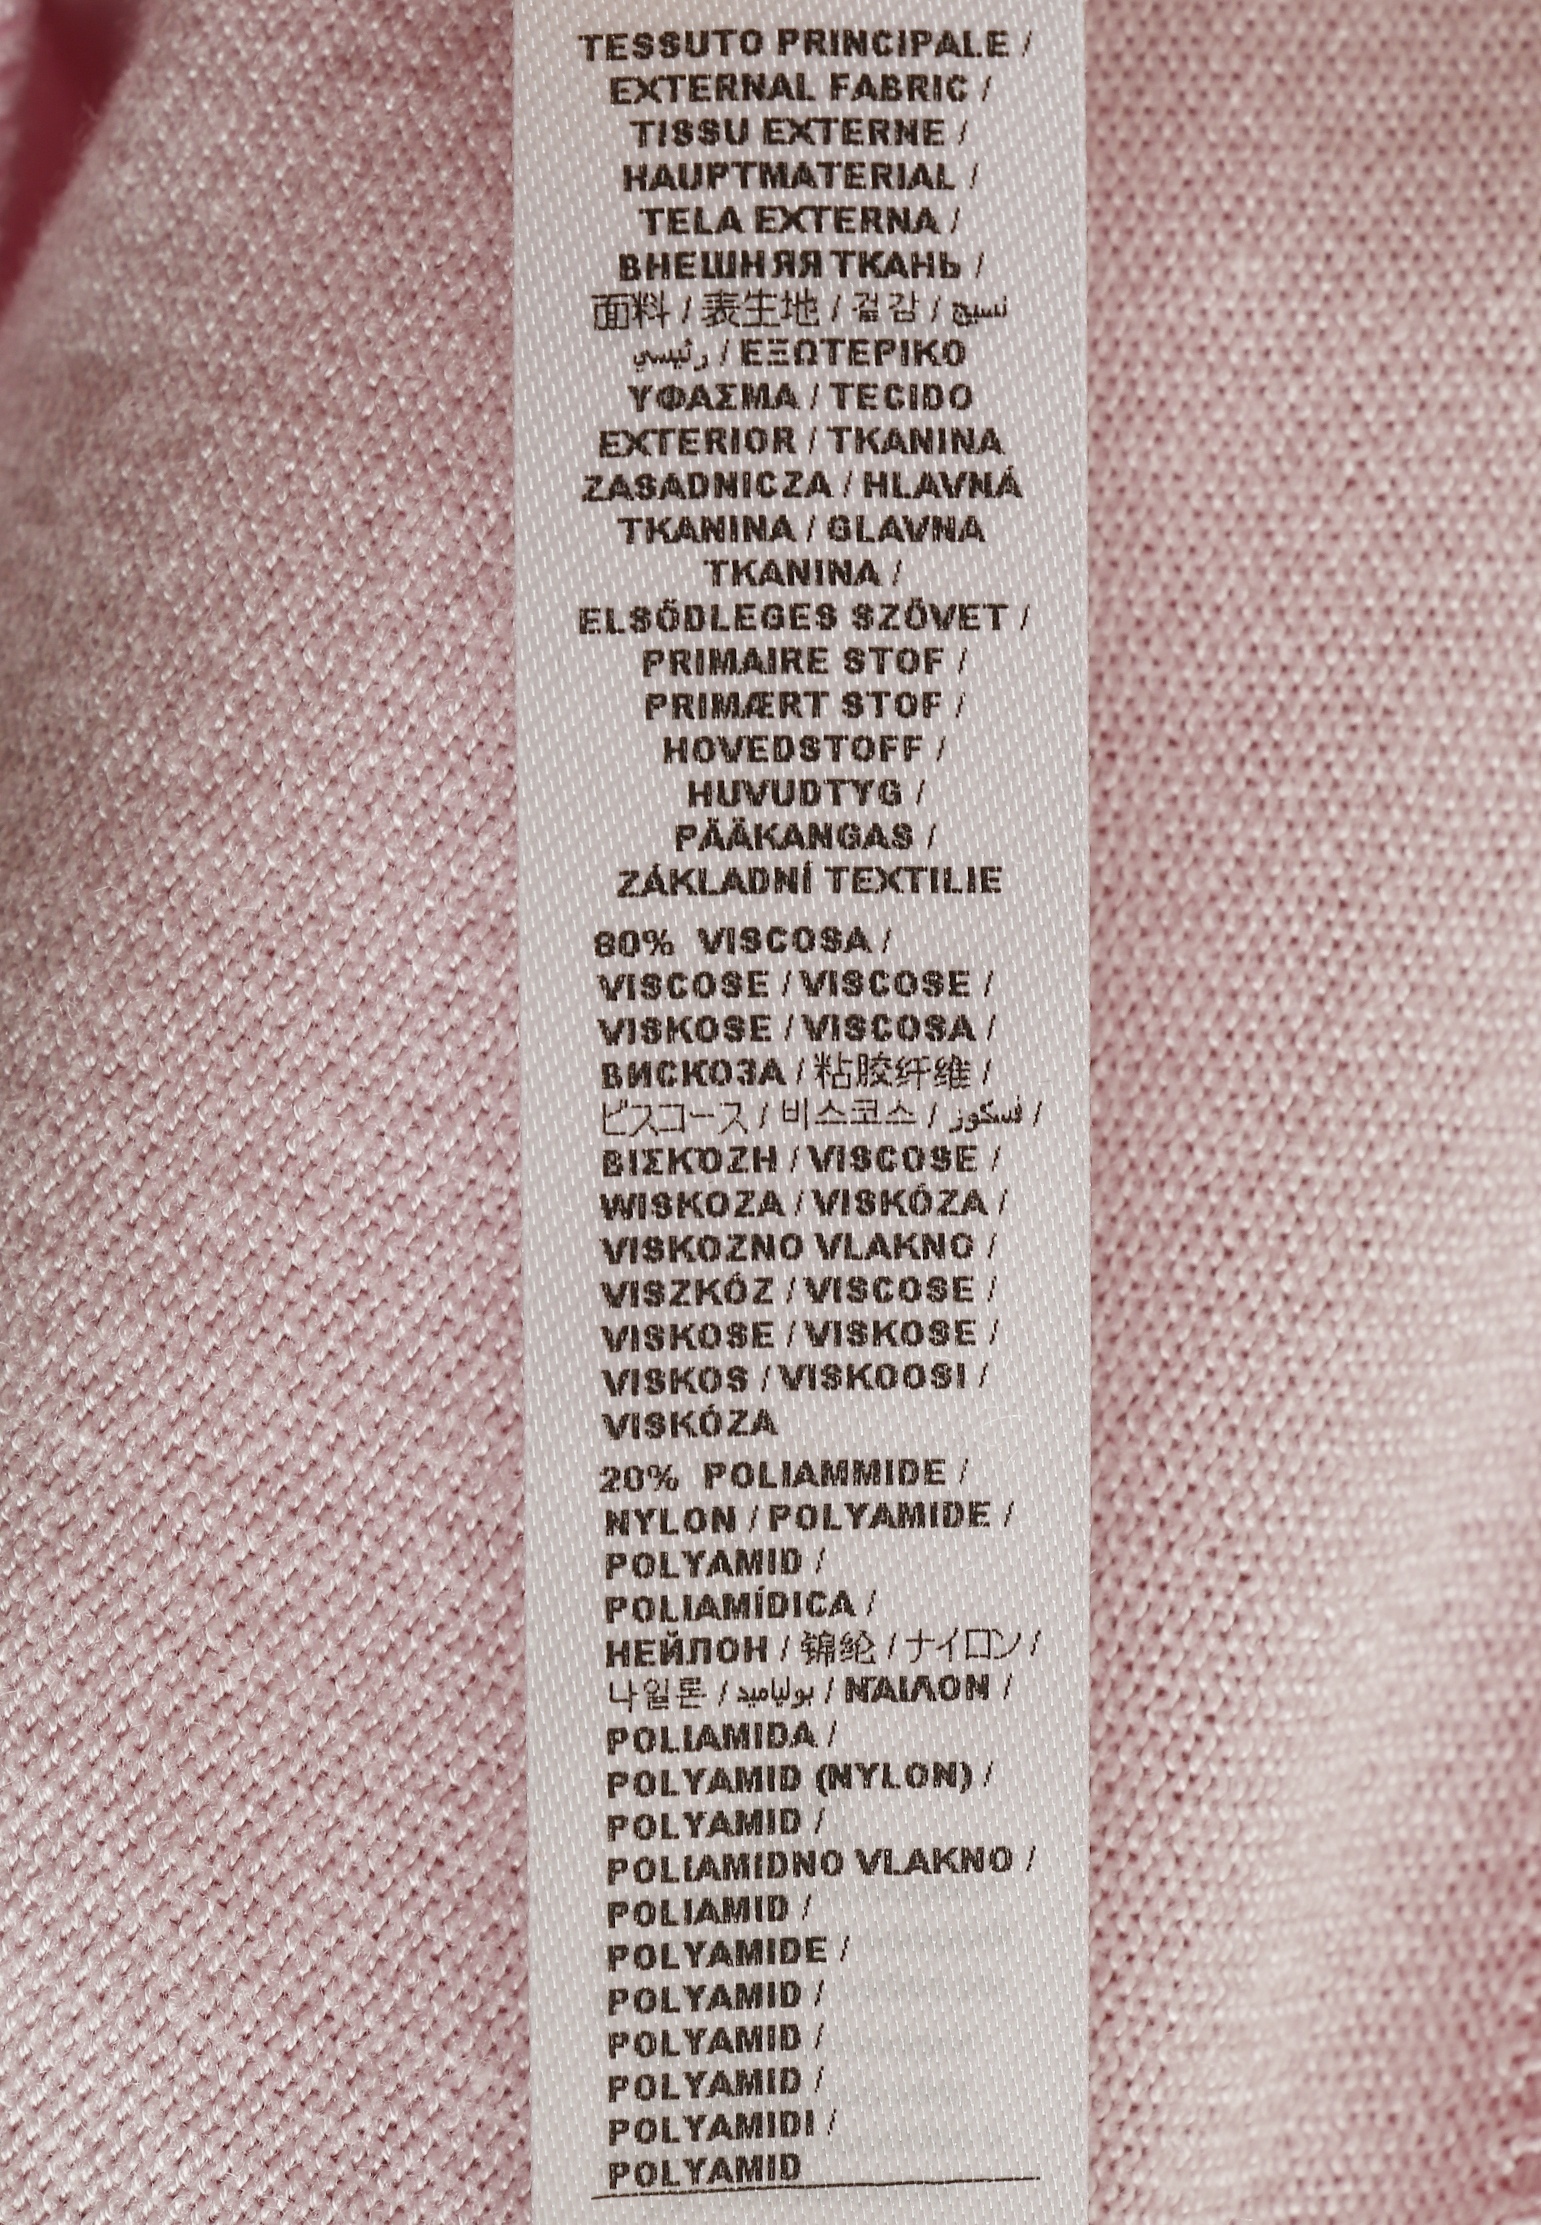 TESSUTO PRINCIPALE /
EXTERNAL FABRIC /
TISSU EXTERNE /
HAUPTMATERIAL /
TELA EXTERNA /
ВНЕШНЯЯ ТКАНЬ /
面料 / 表生地 / 겉감 / نسيج
رئيسي / ΕΞΩΤΕΡΙΚΟ
ΥΦΑΣΜΑ / TECIDO
EXTERIOR / TKANINA
ZASADNICZA / HLAVNÁ
TKANINA / GLAVNA
TKANINA /
ELSŐDLEGES SZÖVET /
PRIMAIRE STOF /
PRIMÆRT STOF /
HOVEDSTOFF /
HUVUDTYG /
PÄÄKANGAS /
ZÁKLADNÍ TEXTILIE
80% VISCOSA /
VISCOSE / VISCOSE /
VISKOSE / VISCOSA /
ВИСКОЗА / 粘胶纤维 /
ビスコース / 비스코스 / فسكوز /
ΒΙΣΚΌΖΗ / VISCOSE /
WISKOZA / VISKÓZA /
VISKOZNO VLAKNO /
VISZKÓZ / VISCOSE /
VISKOSE / VISKOSE /
VISKOS / VISKOOSI /
VISKÓZA
20% POLIAMMIDE /
NYLON / POLYAMIDE /
POLYAMID /
POLIAMÍDICA /
НЕЙЛОН / 锦纶 / ナイロン /
나일론 / بولياميد / ΝΆΙΛΟΝ /
POLIAMIDA /
POLYAMID (NYLON) /
POLYAMID /
POLIAMIDNO VLAKNO /
POLIAMID /
POLYAMIDE /
POLYAMID /
POLYAMID /
POLYAMID /
POLYAMIDI /
POLYAMID